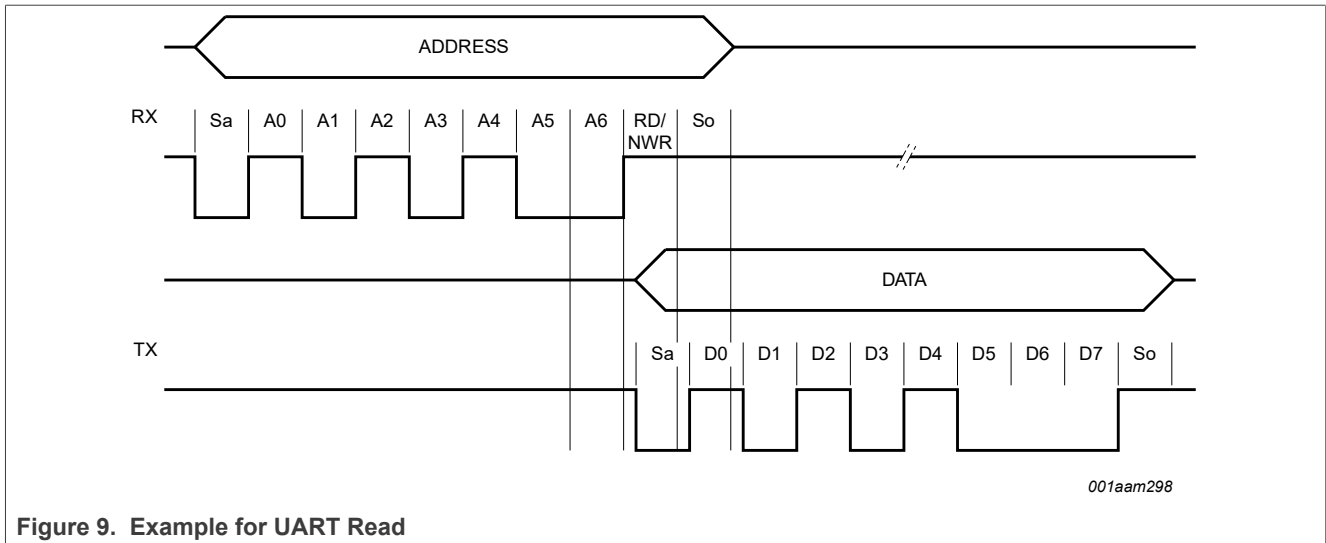 ADDRESS
RX Sa A0 A1 A2 A3 A4 A5 A6 RD/ So
NWR
DATA
TX Sa D0 D1 D2 D3 D4 D5 D6 D7 So
001aam298
Figure 9. Example for UART Read